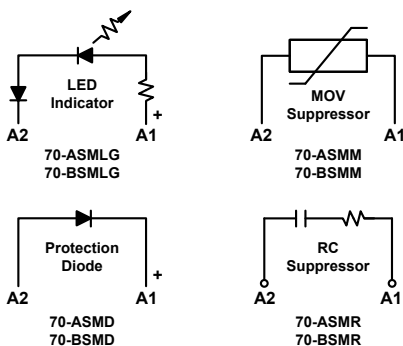 LED
Indicator
A2 A1 +
70-ASMLG
70-BSMLG
MOV
Suppressor
A2 A1
70-ASMM
70-BSMM
Protection
Diode
A2 A1 +
70-ASMD
70-BSMD
RC
Suppressor
A2 A1
70-ASMR
70-BSMR